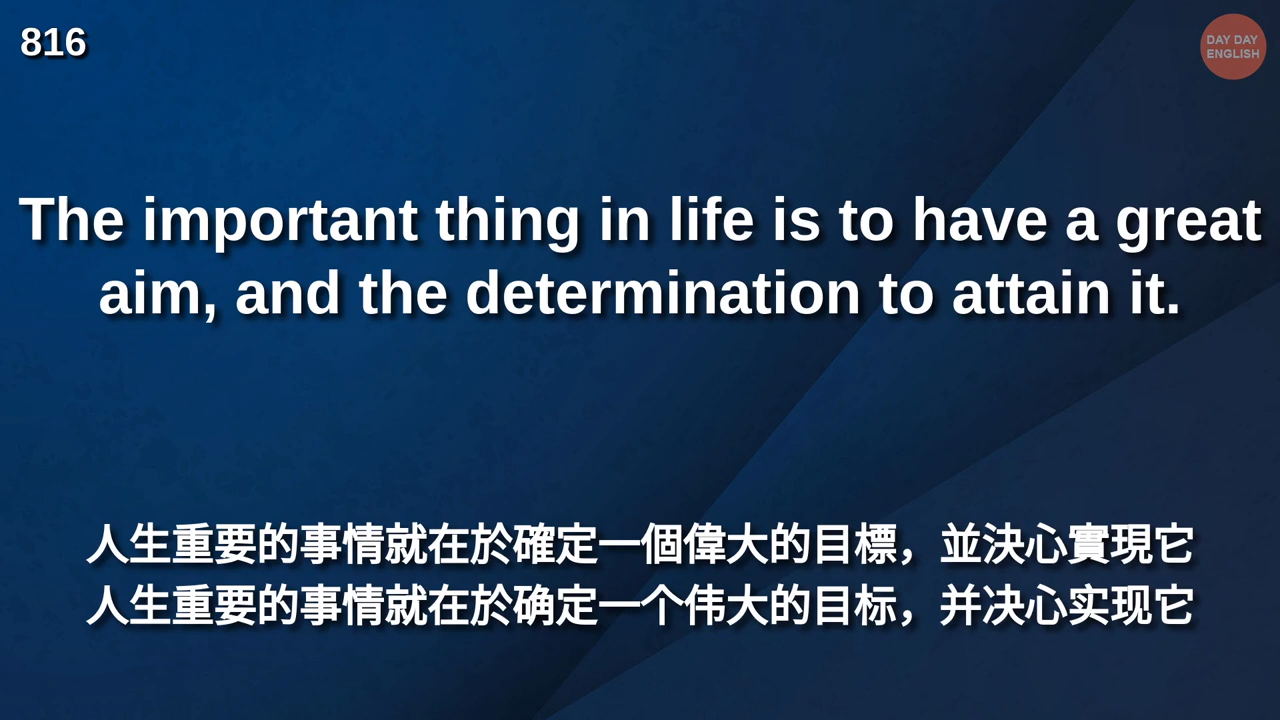 816
DAY DAY
ENGLISH
The important thing in life is to have a great
aim, and the determination to attain it.
人生重要的事情就在於確定一個偉大的目標，並決心實現它
人生重要的事情就在於确定一个伟大的目标，并决心实现它